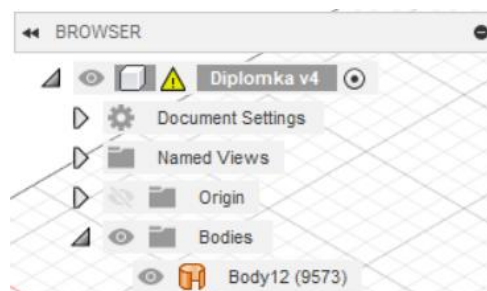 BROWSER
Diplomka v4
Document Settings
Named Views
Origin
Bodies
Body12 (9573)